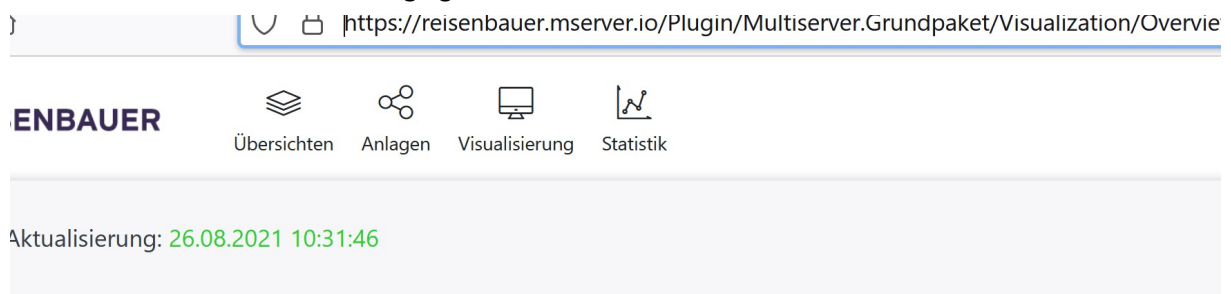 https://reisenbauer.mserver.io/Plugin/Multiserver.Grundpaket/Visualization/Overvie
ENBAUER
Übersichten Anlagen Visualisierung Statistik
Aktualisierung: 26.08.2021 10:31:46